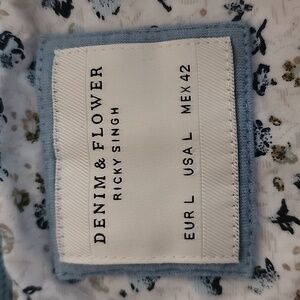 DENIM & FLOWER
RICKY SINGH
EUR L USA L MEX 42